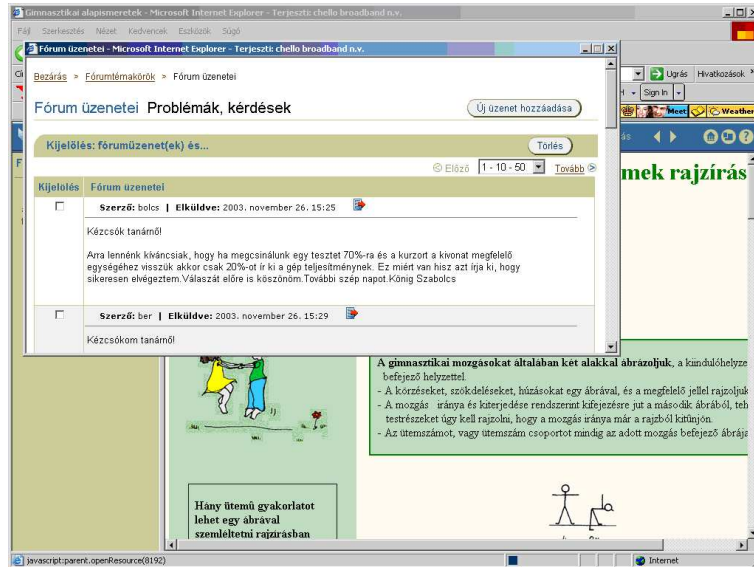 Gimnasztikai alapismeretek - Microsoft Internet Explorer - Terjeszti: chello broadband n.v.
Fájl Szerkesztés Nézet Kedvencek Eszközök Súgó
Fórum üzenetei - Microsoft Internet Explorer - Terjeszti: chello broadband n.v.
Ugrás Hivatkozások »
Sign In
Meet Weather
Bezárás » Fórumtémakörök » Fórum üzenetei
Fórum üzenetei Problémák, kérdések
Új üzenet hozzáadása
Kijelölés: fórumüzenet(ek) és...
Törlés
Előző 1 - 10 - 50 Tovább
Kijelölés Fórum üzenetei
Szerző: bolcs | Elküldve: 2003. november 26. 15:25
Kézcsók tanárnő!
Arra lennénk kíváncsiak, hogy ha megcsinálunk egy tesztet 70%-ra és a kurzort a kivonat megfelelő
egységéhez visszük akkor csak 20%-ot ír ki a gép teljesítménynek. Ez miért van hisz azt írja ki, hogy
sikeresen elvégeztem.Válaszát előre is köszönöm.További szép napot.König Szabolcs
Szerző: ber | Elküldve: 2003. november 26. 15:29
Kézcsókom tanárnő!
mek rajzírás
A gimnasztikai mozgásokat általában két alakkal ábrázoljuk, a kiindulóhelyze
befejező helyzettel.
- A körzéseket, szökdeléseket, húzásokat egy ábrával, és a megfelelő jellel rajzoljuk
- A mozgás iránya és kiterjedése rendszerint kifejezésre jut a második ábrából, teh
testrészeket úgy kell rajzolni, hogy a mozgás iránya már a rajzból kitűnjön.
- Az ütemszámot, vagy ütemszám csoportot mindig az adott mozgás befejező ábrája
Hány ütemű gyakorlatot
lehet egy ábrával
szemléltetni rajzírásban
javascript:parent.openResource(8192)
Internet